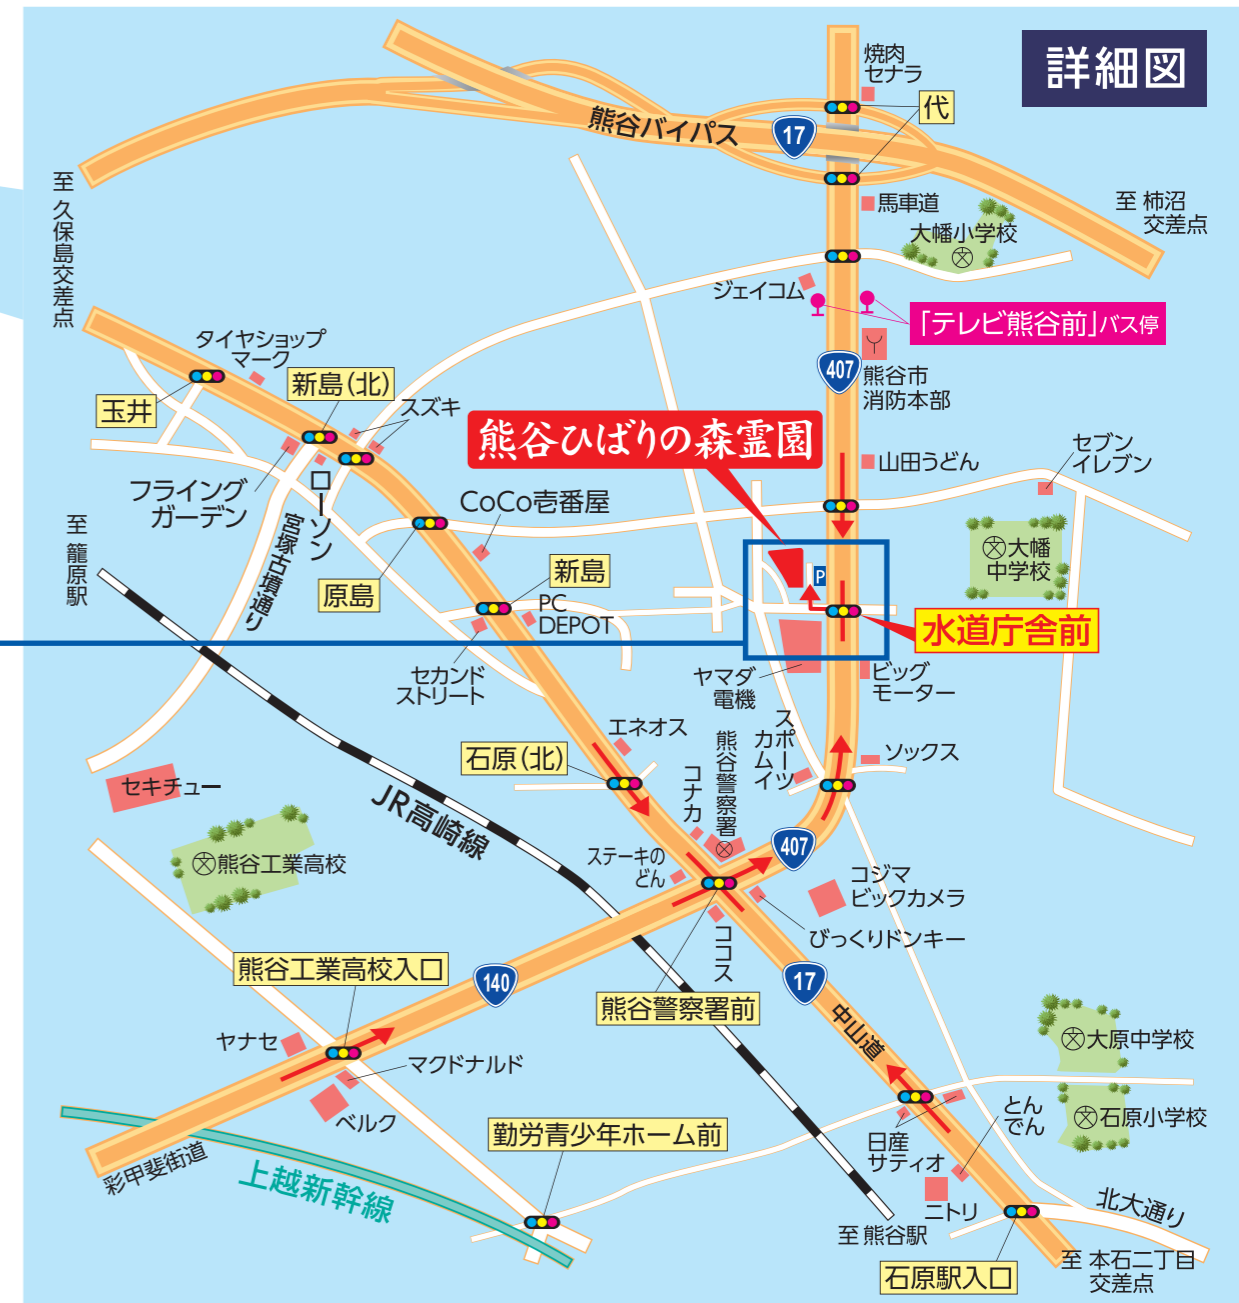 詳細図
焼肉
セナラ
代
熊谷バイパス
17
至 久保島交差点
馬車道
至 柿沼
交差点
大幡小学校
文
ジェイコム
「テレビ熊谷前」バス停
タイヤショップ
マーク
新島(北)
407
熊谷市
消防本部
玉井
スズキ
熊谷ひばりの森霊園
セブン
イレブン
山田うどん
フライング
ガーデン
ローソン
CoCo壱番屋
至 籠原駅
宮塚古墳通り
原島
新島
P
文大幡
中学校
PC
DEPOT
水道庁舎前
セカンド
ストリート
ヤマダ
電機
ビッグ
モーター
エネオス
石原(北)
コナカ
熊谷警察署
スポーツ
カムイ
ソックス
セキチュー
JR高崎線
文熊谷工業高校
ステーキの
どん
407
コジマ
ビックカメラ
びっくりドンキー
ココス
熊谷工業高校入口
140
熊谷警察署前
17
中山道
ヤナセ
マクドナルド
ベルク
文大原中学校
とん
でん
文石原小学校
勤労青少年ホーム前
日産
サティオ
彩甲斐街道
上越新幹線
ニトリ
北大通り
至 熊谷駅
石原駅入口
至 本石二丁目
交差点